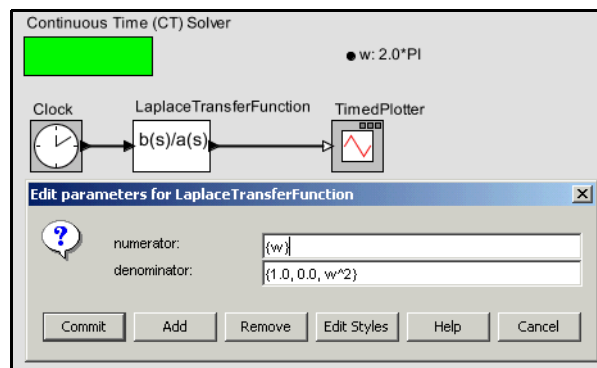 Continuous Time (CT) Solver
w: 2.0*PI
Clock
LaplaceTransferFunction
TimedPlotter
b(s)/a(s)
Edit parameters for LaplaceTransferFunction
numerator: {w}
denominator: {1.0, 0.0, w^2}
Commit Add Remove Edit Styles Help Cancel